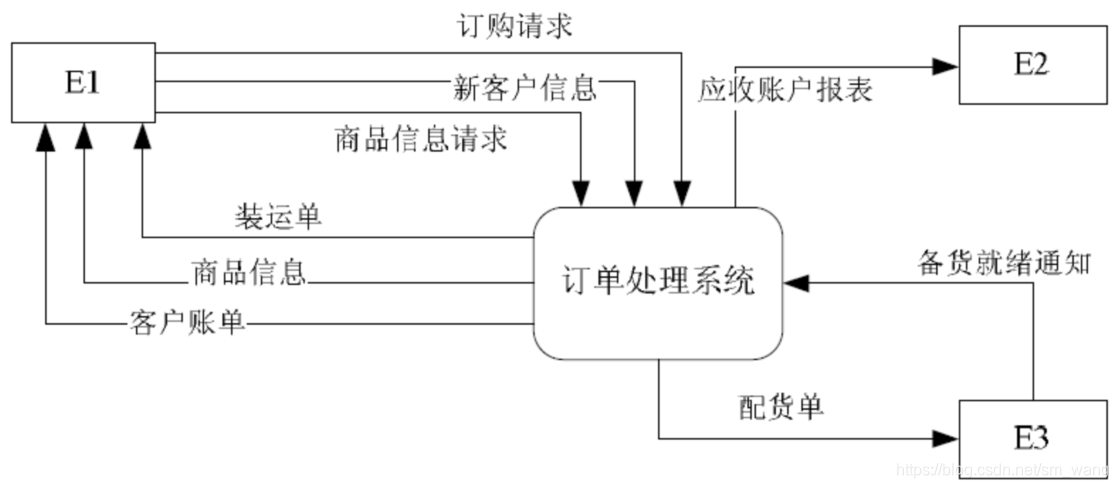 订购请求
E1
E2
新客户信息
应收账户报表
商品信息请求
装运单
备货就绪通知
商品信息
订单处理系统
客户账单
配货单
E3
https://blog.csdn.net/sm_wang